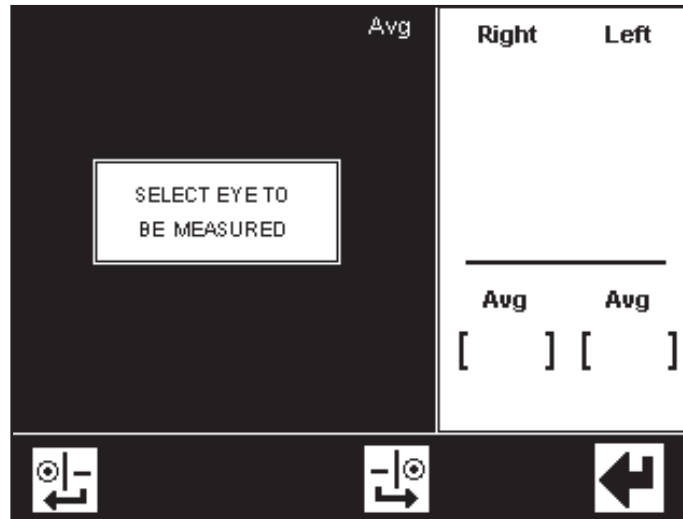 Avg
Right Left
SELECT EYE TO
BE MEASURED
Avg Avg
[ ] [ ]